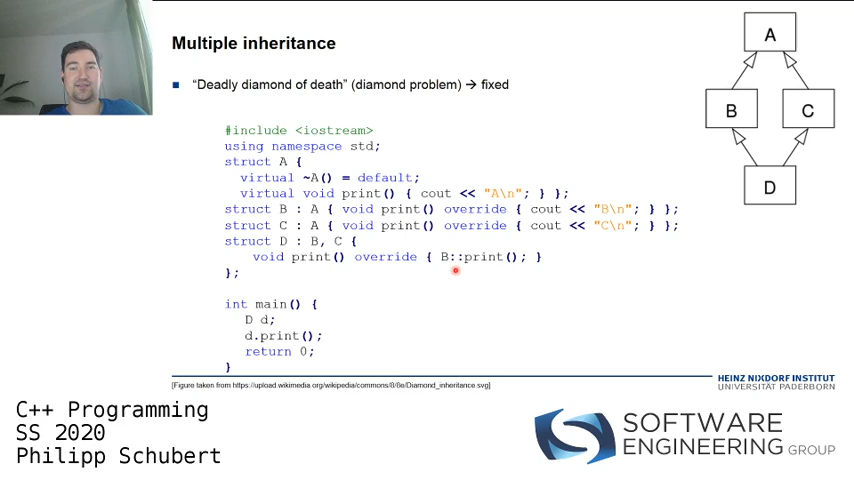 Multiple inheritance
"Deadly diamond of death" (diamond problem) → fixed
#include <iostream>
using namespace std;
struct A {
virtual ~A() = default;
virtual void print() { cout << "A\n"; } };
struct B : A { void print() override { cout << "B\n"; } };
struct C : A { void print() override { cout << "C\n"; } };
struct D : B, C {
void print() override { B::print(); }
};
int main() {
D d;
d.print();
return 0;
}
A
B C
D
[Figure taken from https://upload.wikimedia.org/wikipedia/commons/8/8e/Diamond_inheritance.svg]
HEINZ NIXDORF INSTITUT
UNIVERSITÄT PADERBORN
C++ Programming
SS 2020
Philipp Schubert
SOFTWARE
ENGINEERING GROUP